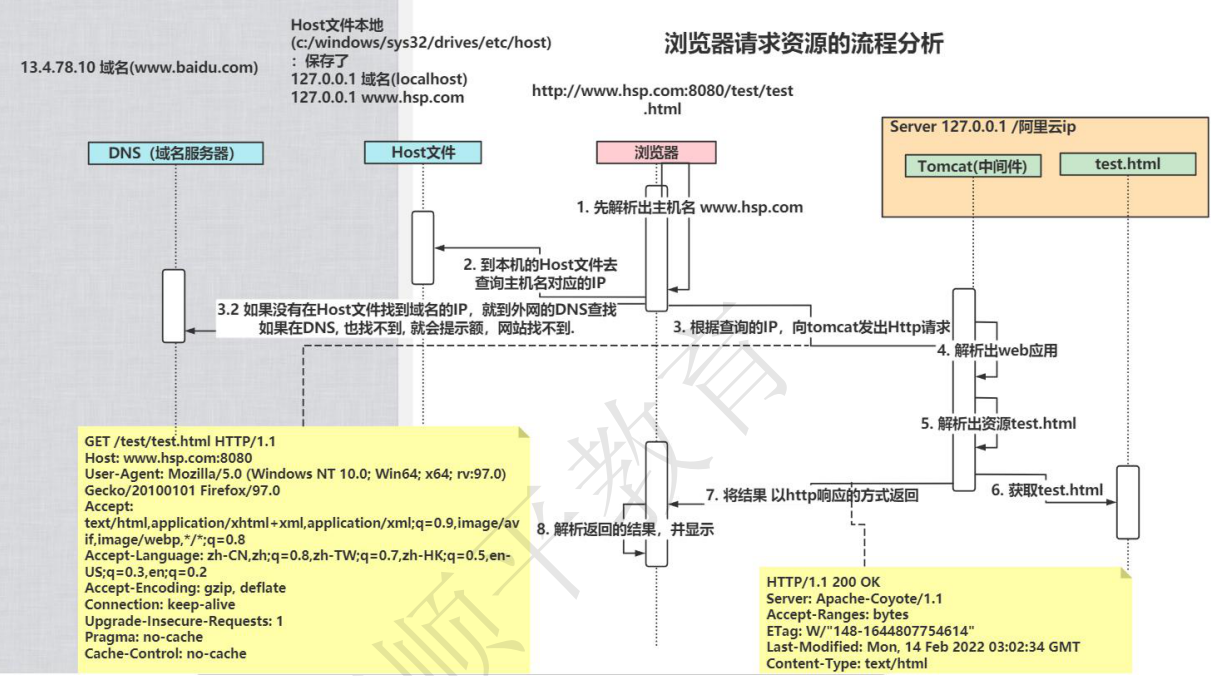 浏览器请求资源的流程分析
13.4.78.10 域名(www.baidu.com)
Host文件本地
(c:/windows/sys32/drives/etc/host)
：保存了
127.0.0.1 域名(localhost)
127.0.0.1 www.hsp.com
http://www.hsp.com:8080/test/test
.html
Server 127.0.0.1 /阿里云ip
DNS（域名服务器）
Host文件
浏览器
Tomcat(中间件)
test.html
1. 先解析出主机名 www.hsp.com
2. 到本机的Host文件去
查询主机名对应的IP
3.2 如果没有在Host文件找到域名的IP，就到外网的DNS查找
如果在DNS, 也找不到, 就会提示额，网站找不到.
3. 根据查询的IP，向tomcat发出Http请求
4. 解析出web应用
5. 解析出资源test.html
6. 获取test.html
7. 将结果 以http响应的方式返回
8. 解析返回的结果，并显示
GET /test/test.html HTTP/1.1
Host: www.hsp.com:8080
User-Agent: Mozilla/5.0 (Windows NT 10.0; Win64; x64; rv:97.0)
Gecko/20100101 Firefox/97.0
Accept:
text/html,application/xhtml+xml,application/xml;q=0.9,image/av
if,image/webp,*/*;q=0.8
Accept-Language: zh-CN,zh;q=0.8,zh-TW;q=0.7,zh-HK;q=0.5,en-
US;q=0.3,en;q=0.2
Accept-Encoding: gzip, deflate
Connection: keep-alive
Upgrade-Insecure-Requests: 1
Pragma: no-cache
Cache-Control: no-cache
HTTP/1.1 200 OK
Server: Apache-Coyote/1.1
Accept-Ranges: bytes
ETag: W/"148-1644807754614"
Last-Modified: Mon, 14 Feb 2022 03:02:34 GMT
Content-Type: text/html
顺平教育